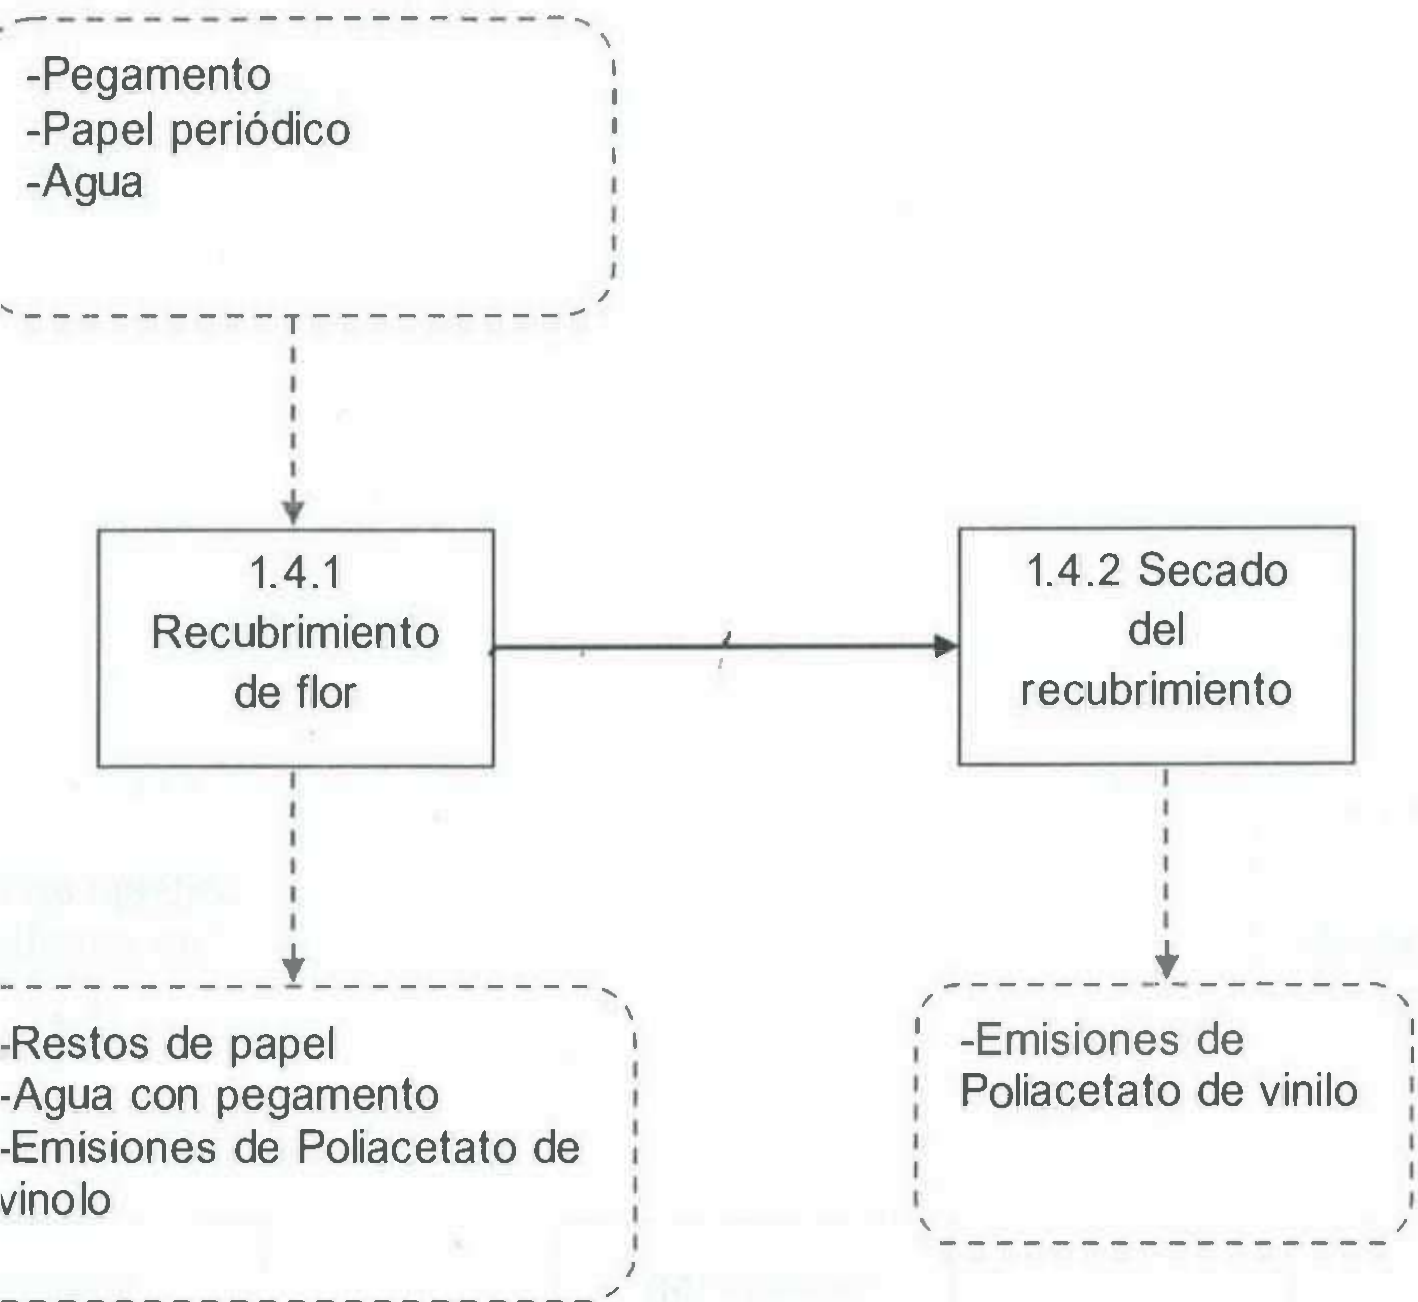 -Pegamento
-Papel periódico
-Agua
1.4.1
Recubrimiento
de flor
1.4.2 Secado
del
recubrimiento
-Restos de papel
-Agua con pegamento
-Emisiones de Poliacetato de
vinolo
-Emisiones de
Poliacetato de vinilo